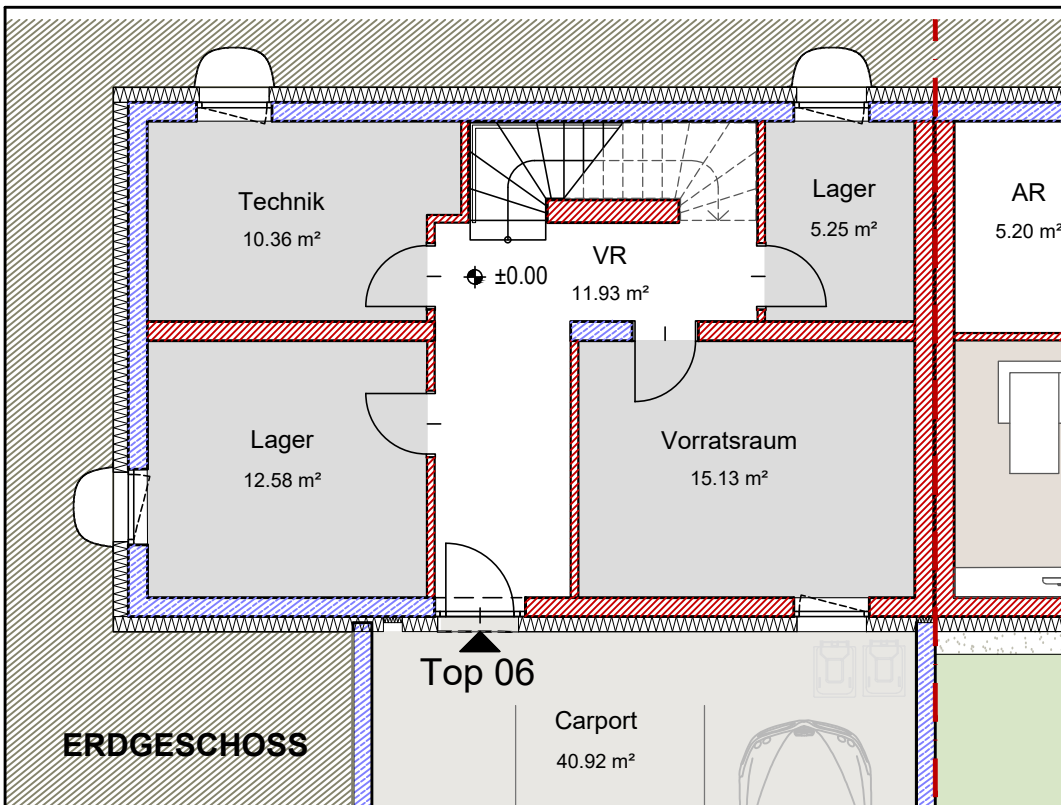 Technik
10.36 m²
Lager
5.25 m²
AR
5.20 m²
VR
11.93 m²
±0.00
Lager
12.58 m²
Vorratsraum
15.13 m²
Top 06
Carport
40.92 m²
ERDGESCHOSS